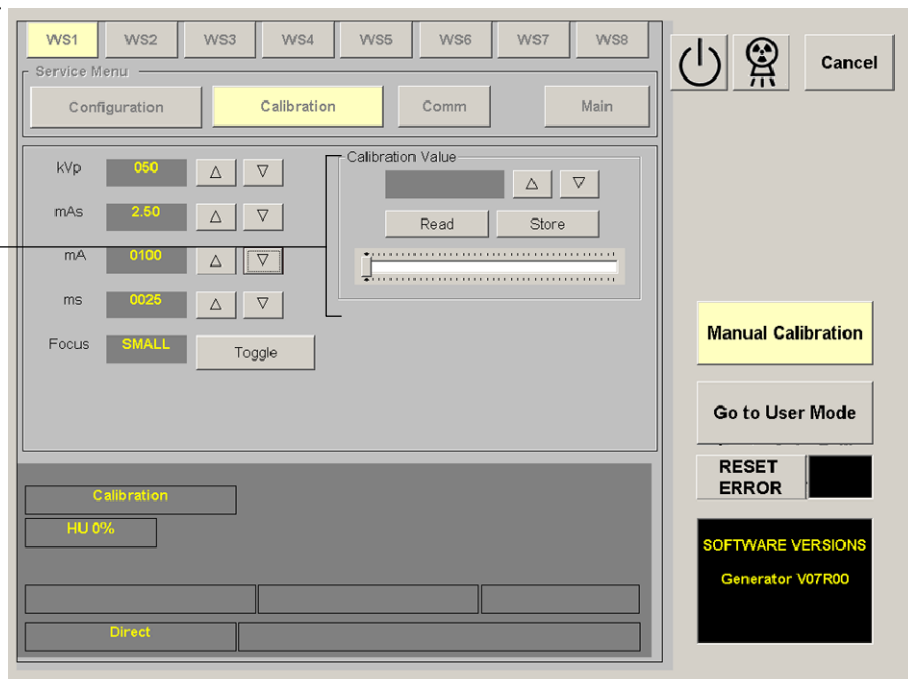 WS1 WS2 WS3 WS4 WS5 WS6 WS7 WS8
Cancel
Service Menu
Configuration Calibration Comm Main
kVp 050
Calibration Value
mAs 2.50
Read Store
mA 0100
ms 0025
Focus SMALL Toggle
Manual Calibration
Go to User Mode
RESET
ERROR
Calibration
HU 0%
SOFTWARE VERSIONS
Generator V07R00
Direct